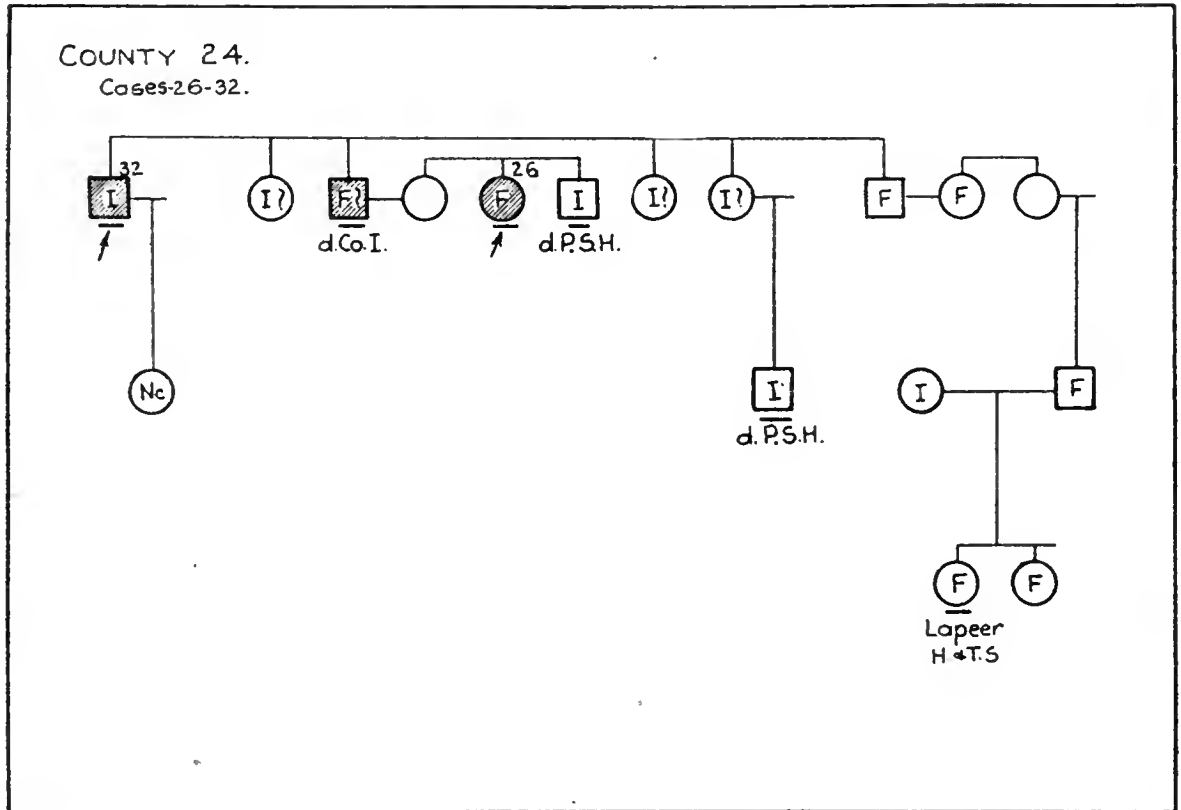 COUNTY 24.
Cases-26-32.
32 26
I I? F? F I I? I? F F
d.Co.I. d.P.S.H.
Nc I I F
d.P.S.H.
F F
Lapeer
H & T.S